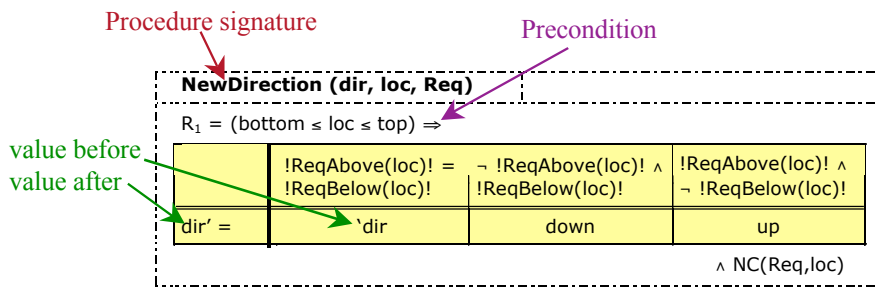 Procedure signature
Precondition
NewDirection (dir, loc, Req)
R₁ = (bottom ≤ loc ≤ top) ⇒
value before
value after
!ReqAbove(loc)! = 
!ReqBelow(loc)!
¬ !ReqAbove(loc)! ∧
!ReqBelow(loc)!
!ReqAbove(loc)! ∧
¬ !ReqBelow(loc)!
dir’ =
‘dir
down
up
∧ NC(Req,loc)